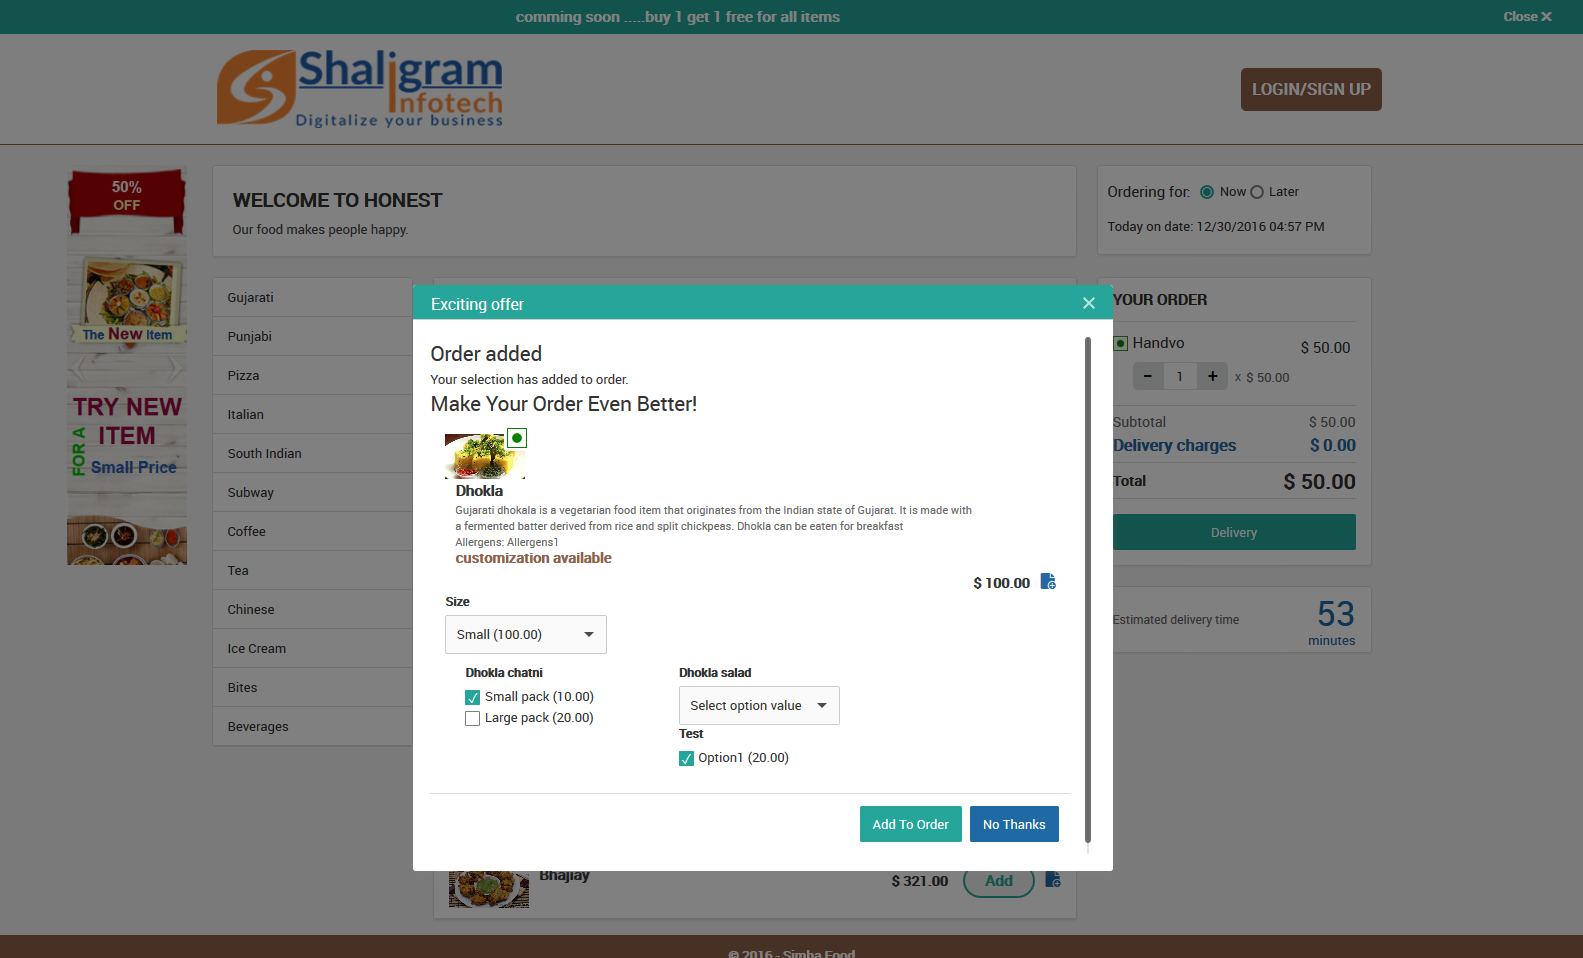 comming soon .....buy 1 get 1 free for all items
Close ✕
Shaligram
Infotech
Digitalize your business
LOGIN/SIGN UP
50%
OFF
The New Item
TRY NEW
ITEM
FOR A
Small Price
WELCOME TO HONEST
Our food makes people happy.
Ordering for: Now Later
Today on date: 12/30/2016 04:57 PM
Gujarati
Punjabi
Pizza
Italian
South Indian
Subway
Coffee
Tea
Chinese
Ice Cream
Bites
Beverages
Exciting offer
Order added
Your selection has added to order.
Make Your Order Even Better!
Dhokla
Gujarati dhokala is a vegetarian food item that originates from the Indian state of Gujarat. It is made with
a fermented batter derived from rice and split chickpeas. Dhokla can be eaten for breakfast
Allergens: Allergens1
customization available
$ 100.00
Size
Small (100.00)
Dhokla chatni
Small pack (10.00)
Large pack (20.00)
Dhokla salad
Select option value
Test
Option1 (20.00)
Add To Order
No Thanks
YOUR ORDER
Handvo
$ 50.00
- 1 + x $ 50.00
Subtotal $ 50.00
Delivery charges $ 0.00
Total $ 50.00
Delivery
Estimated delivery time
53
minutes
Bhajiay
$ 321.00
Add
© 2016 - Simba Food